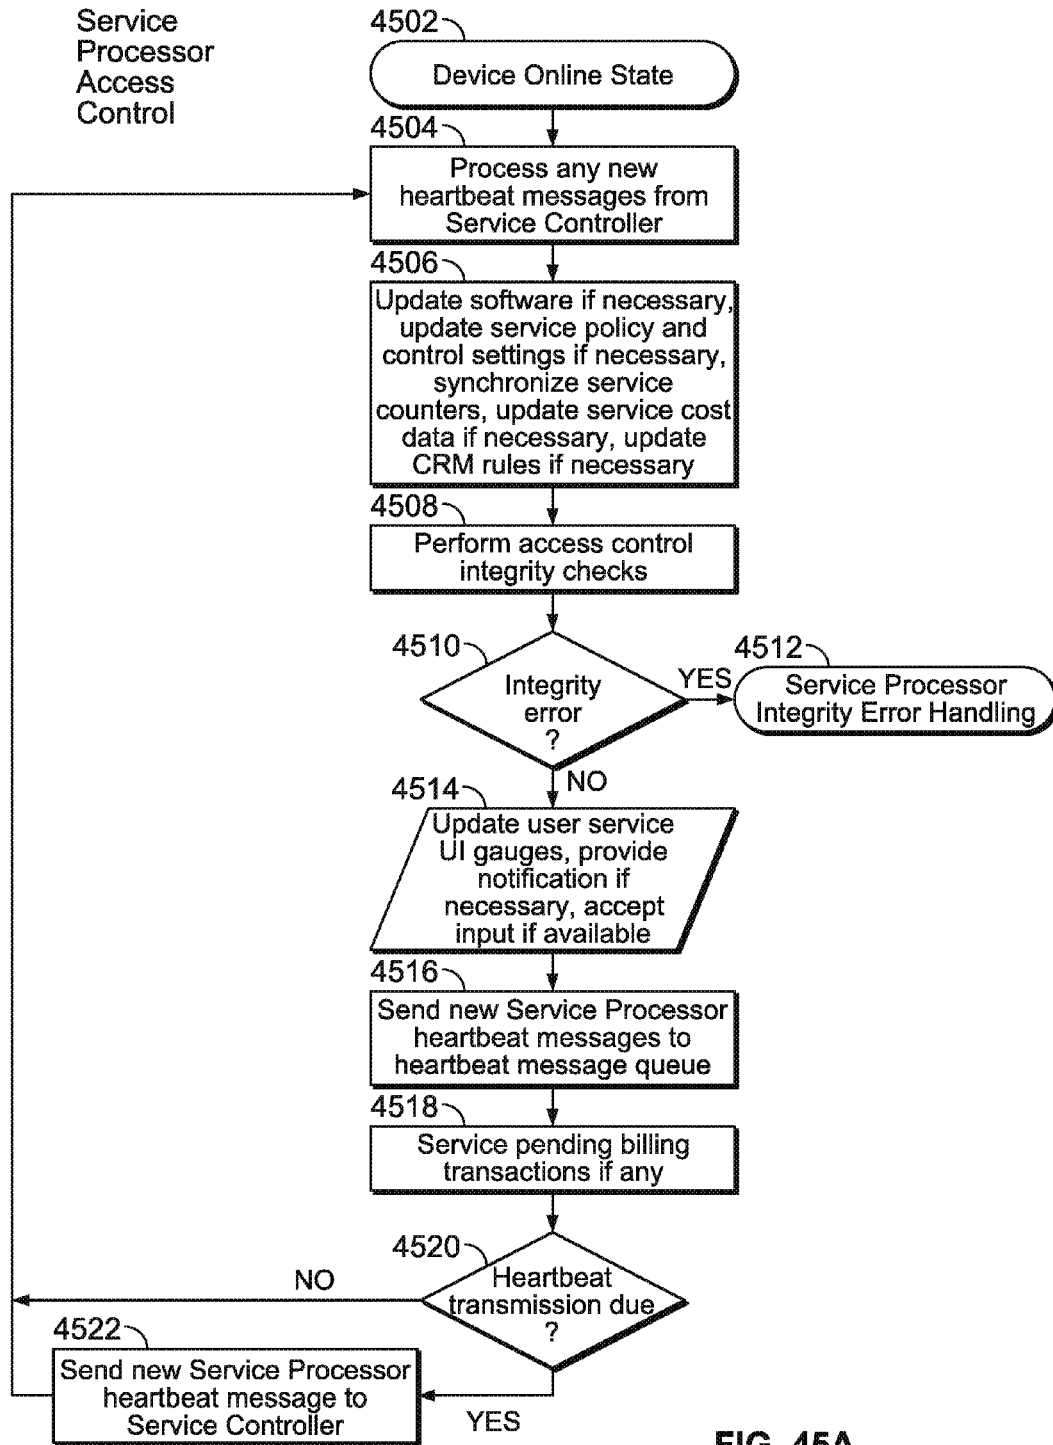 Service
Processor
Access
Control
4502
Device Online State
4504
Process any new
heartbeat messages from
Service Controller
4506
Update software if necessary,
update service policy and
control settings if necessary,
synchronize service
counters, update service cost
data if necessary, update
CRM rules if necessary
4508
Perform access control
integrity checks
4510
Integrity
error
?
YES
4512
Service Processor
Integrity Error Handling
NO
4514
Update user service
UI gauges, provide
notification if
necessary, accept
input if available
4516
Send new Service Processor
heartbeat messages to
heartbeat message queue
4518
Service pending billing
transactions if any
4520
Heartbeat
transmission due
?
NO
4522
Send new Service Processor
heartbeat message to
Service Controller
YES
FIG. 45A